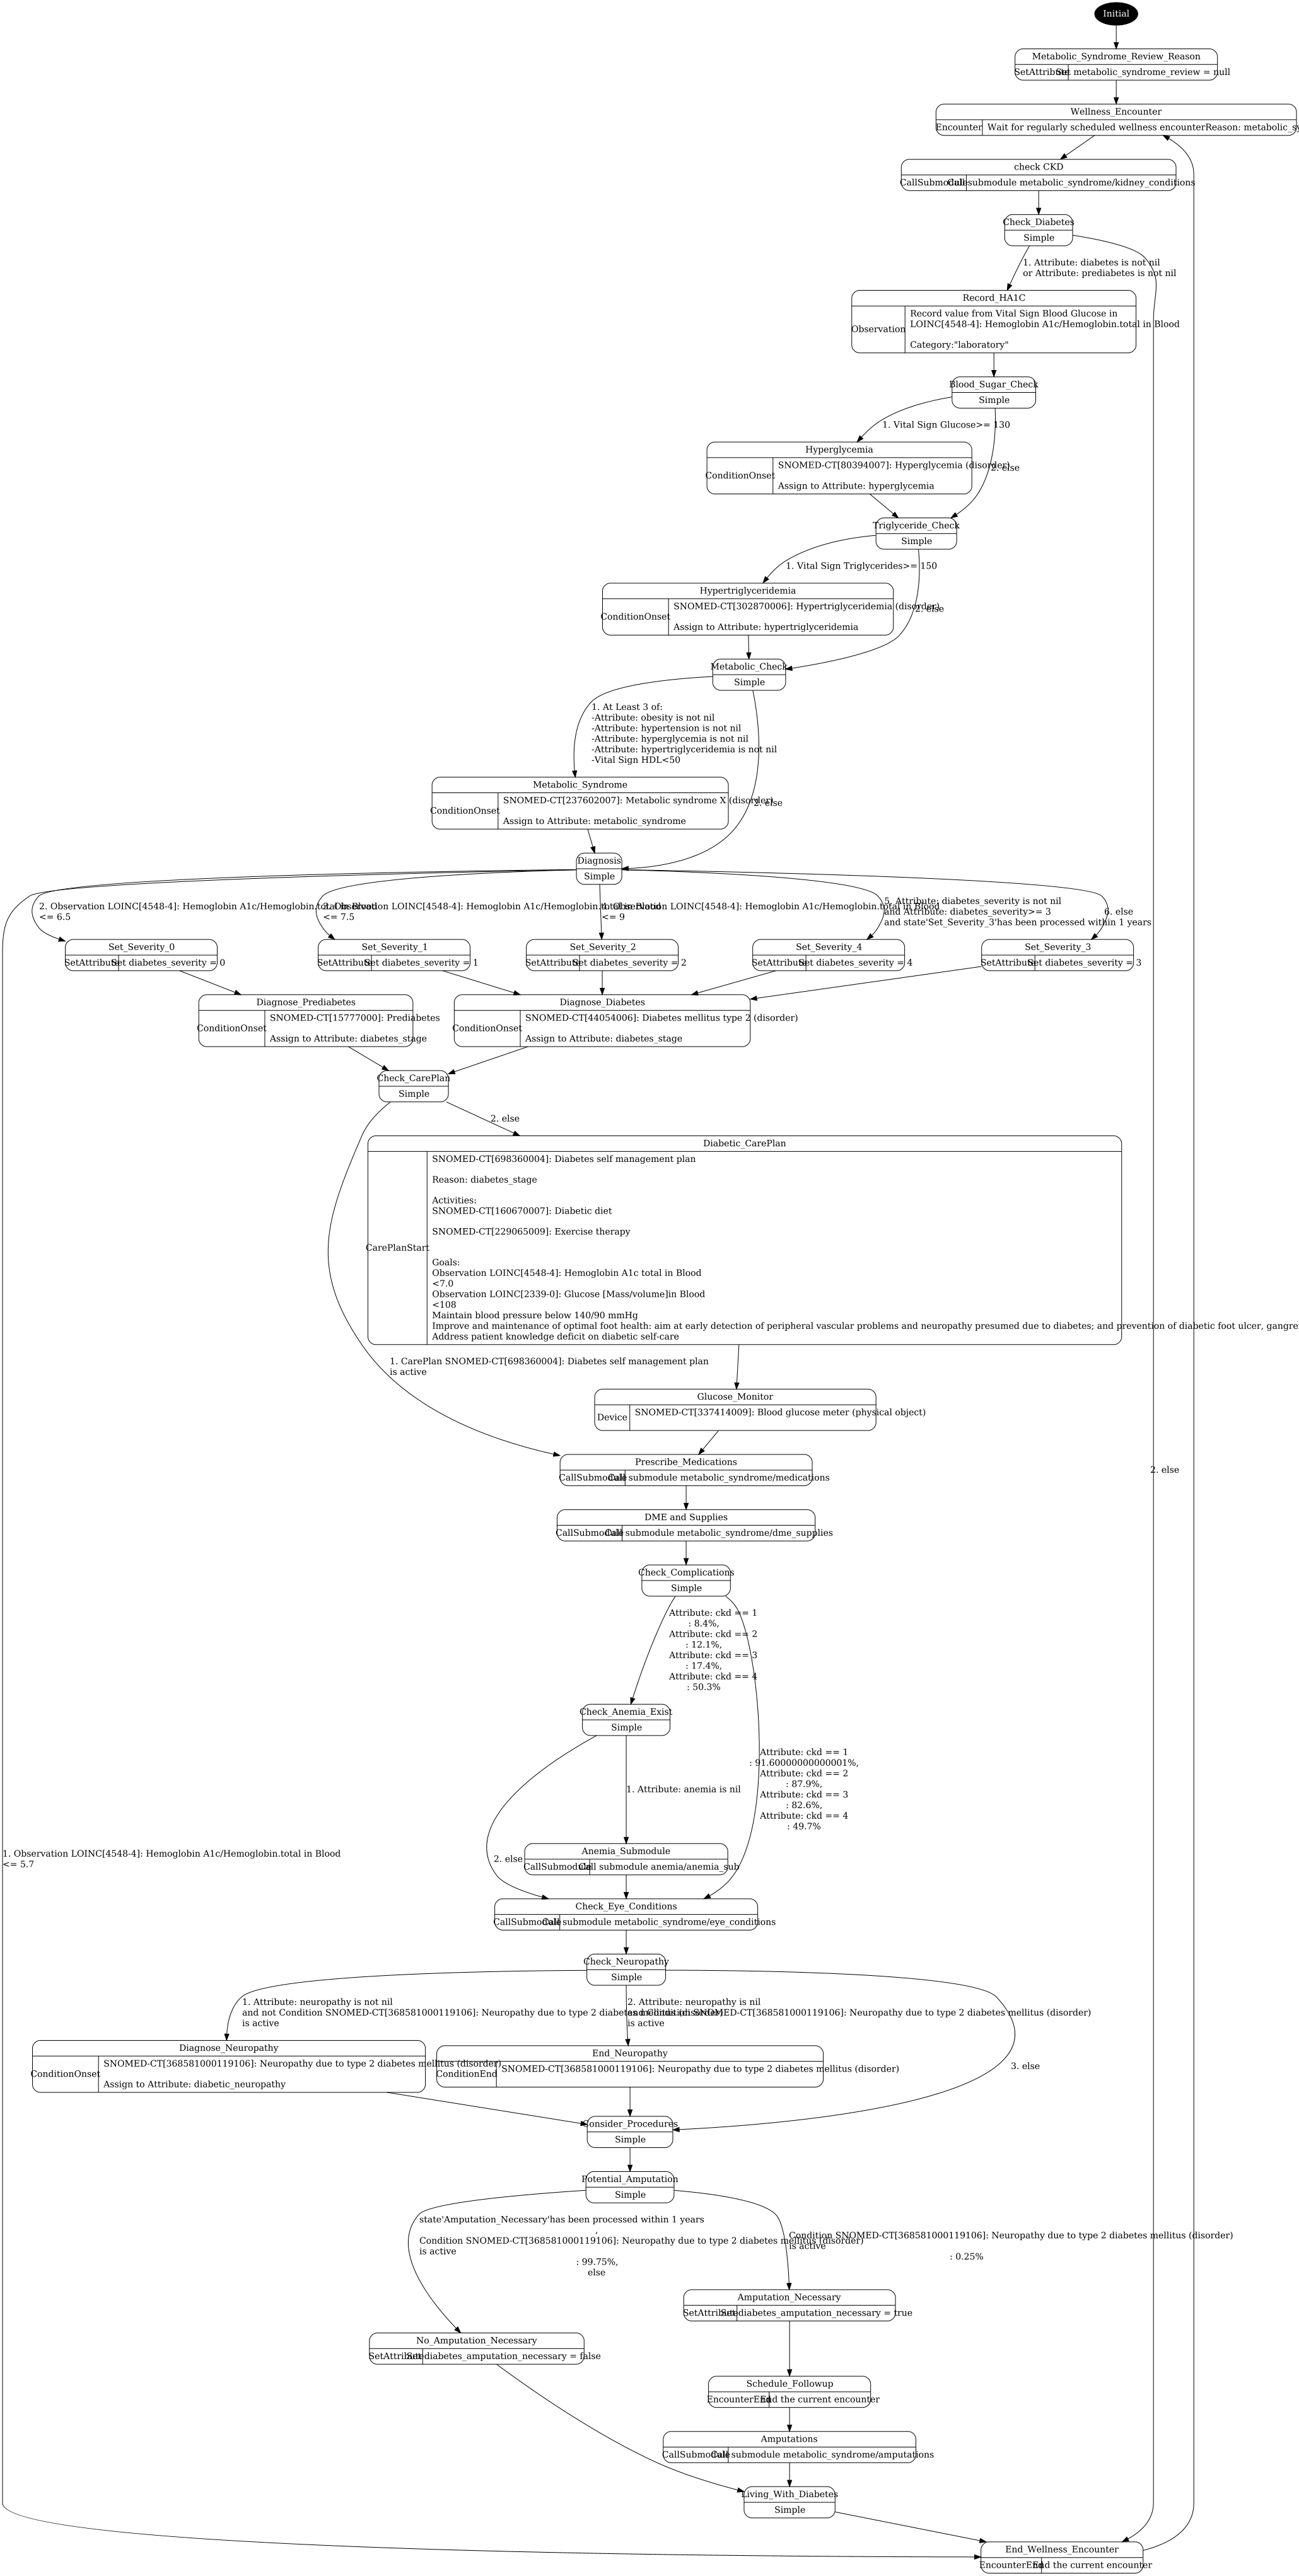 Initial
Metabolic_Syndrome_Review_Reason
SetAttribute Set metabolic_syndrome_review = null
Wellness_Encounter
Encounter Wait for regularly scheduled wellness encounterReason: metabolic_sy
check CKD
CallSubmodule Call submodule metabolic_syndrome/kidney_conditions
Check_Diabetes
Simple
1. Attribute: diabetes is not nil
or Attribute: prediabetes is not nil
Record_HA1C
Observation
Record value from Vital Sign Blood Glucose in
LOINC[4548-4]: Hemoglobin A1c/Hemoglobin.total in Blood
Category:"laboratory"
Blood_Sugar_Check
Simple
1. Vital Sign Glucose>= 130
Hyperglycemia
ConditionOnset
SNOMED-CT[80394007]: Hyperglycemia (disorder)
2. else
Assign to Attribute: hyperglycemia
Triglyceride_Check
Simple
1. Vital Sign Triglycerides>= 150
Hypertriglyceridemia
ConditionOnset
SNOMED-CT[302870006]: Hypertriglyceridemia (disorder)
2. else
Assign to Attribute: hypertriglyceridemia
Metabolic_Check
Simple
1. At Least 3 of:
-Attribute: obesity is not nil
-Attribute: hypertension is not nil
-Attribute: hyperglycemia is not nil
-Attribute: hypertriglyceridemia is not nil
-Vital Sign HDL<50
Metabolic_Syndrome
ConditionOnset
SNOMED-CT[237602007]: Metabolic syndrome X (disorder)
2. else
Assign to Attribute: metabolic_syndrome
Diagnosis
Simple
2. Observation LOINC[4548-4]: Hemoglobin A1c/Hemoglobin.total in Blood
<= 6.5
3. Observation LOINC[4548-4]: Hemoglobin A1c/Hemoglobin.total in Blood
<= 7.5
4. Observation LOINC[4548-4]: Hemoglobin A1c/Hemoglobin.total in Blood
<= 9
5. Attribute: diabetes_severity is not nil
and Attribute: diabetes_severity>= 3
and state'Set_Severity_3'has been processed within 1 years
6. else
Set_Severity_0
SetAttribute Set diabetes_severity = 0
Set_Severity_1
SetAttribute Set diabetes_severity = 1
Set_Severity_2
SetAttribute Set diabetes_severity = 2
Set_Severity_4
SetAttribute Set diabetes_severity = 4
Set_Severity_3
SetAttribute Set diabetes_severity = 3
Diagnose_Prediabetes
ConditionOnset
SNOMED-CT[15777000]: Prediabetes
Assign to Attribute: diabetes_stage
Diagnose_Diabetes
ConditionOnset
SNOMED-CT[44054006]: Diabetes mellitus type 2 (disorder)
Assign to Attribute: diabetes_stage
Check_CarePlan
Simple
2. else
Diabetic_CarePlan
CarePlanStart
SNOMED-CT[698360004]: Diabetes self management plan
Reason: diabetes_stage
Activities:
SNOMED-CT[160670007]: Diabetic diet
SNOMED-CT[229065009]: Exercise therapy
Goals:
Observation LOINC[4548-4]: Hemoglobin A1c total in Blood
<7.0
Observation LOINC[2339-0]: Glucose [Mass/volume]in Blood
<108
Maintain blood pressure below 140/90 mmHg
Improve and maintenance of optimal foot health: aim at early detection of peripheral vascular problems and neuropathy presumed due to diabetes; and prevention of diabetic foot ulcer, gangre
Address patient knowledge deficit on diabetic self-care
1. CarePlan SNOMED-CT[698360004]: Diabetes self management plan
is active
Glucose_Monitor
Device SNOMED-CT[337414009]: Blood glucose meter (physical object)
Prescribe_Medications
CallSubmodule Call submodule metabolic_syndrome/medications
2. else
DME and Supplies
CallSubmodule Call submodule metabolic_syndrome/dme_supplies
Check_Complications
Simple
Attribute: ckd == 1
: 8.4%,
Attribute: ckd == 2
: 12.1%,
Attribute: ckd == 3
: 17.4%,
Attribute: ckd == 4
: 50.3%
Check_Anemia_Exist
Simple
Attribute: ckd == 1
: 91.60000000000001%,
Attribute: ckd == 2
: 87.9%,
Attribute: ckd == 3
: 82.6%,
Attribute: ckd == 4
: 49.7%
1. Attribute: anemia is nil
1. Observation LOINC[4548-4]: Hemoglobin A1c/Hemoglobin.total in Blood
<= 5.7
2. else
Anemia_Submodule
CallSubmodule Call submodule anemia/anemia_sub
Check_Eye_Conditions
CallSubmodule Call submodule metabolic_syndrome/eye_conditions
Check_Neuropathy
Simple
1. Attribute: neuropathy is not nil
and not Condition SNOMED-CT[368581000119106]: Neuropathy due to type 2 diabetes mellitus (disorder)
is active
2. Attribute: neuropathy is nil
and Condition SNOMED-CT[368581000119106]: Neuropathy due to type 2 diabetes mellitus (disorder)
is active
3. else
Diagnose_Neuropathy
ConditionOnset
SNOMED-CT[368581000119106]: Neuropathy due to type 2 diabetes mellitus (disorder)
Assign to Attribute: diabetic_neuropathy
End_Neuropathy
ConditionEnd SNOMED-CT[368581000119106]: Neuropathy due to type 2 diabetes mellitus (disorder)
Consider_Procedures
Simple
Potential_Amputation
Simple
state'Amputation_Necessary'has been processed within 1 years
,
Condition SNOMED-CT[368581000119106]: Neuropathy due to type 2 diabetes mellitus (disorder)
is active
: 99.75%,
else
Condition SNOMED-CT[368581000119106]: Neuropathy due to type 2 diabetes mellitus (disorder)
is active
: 0.25%
Amputation_Necessary
SetAttribute Set diabetes_amputation_necessary = true
No_Amputation_Necessary
SetAttribute Set diabetes_amputation_necessary = false
Schedule_Followup
EncounterEnd End the current encounter
Amputations
CallSubmodule Call submodule metabolic_syndrome/amputations
Living_With_Diabetes
Simple
End_Wellness_Encounter
EncounterEnd End the current encounter